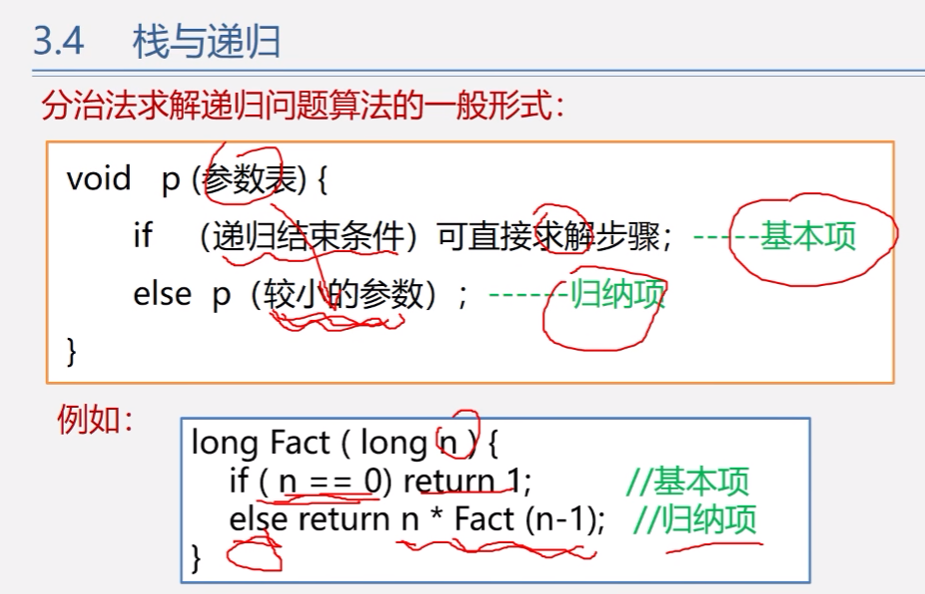 3.4 栈与递归
分治法求解递归问题算法的一般形式：
void p (参数表) {
if （递归结束条件）可直接求解步骤；-----基本项
else p（较小的参数）；------归纳项
}
例如：
long Fact ( long n ) {
if ( n == 0) return 1; //基本项
else return n * Fact (n-1); //归纳项
}